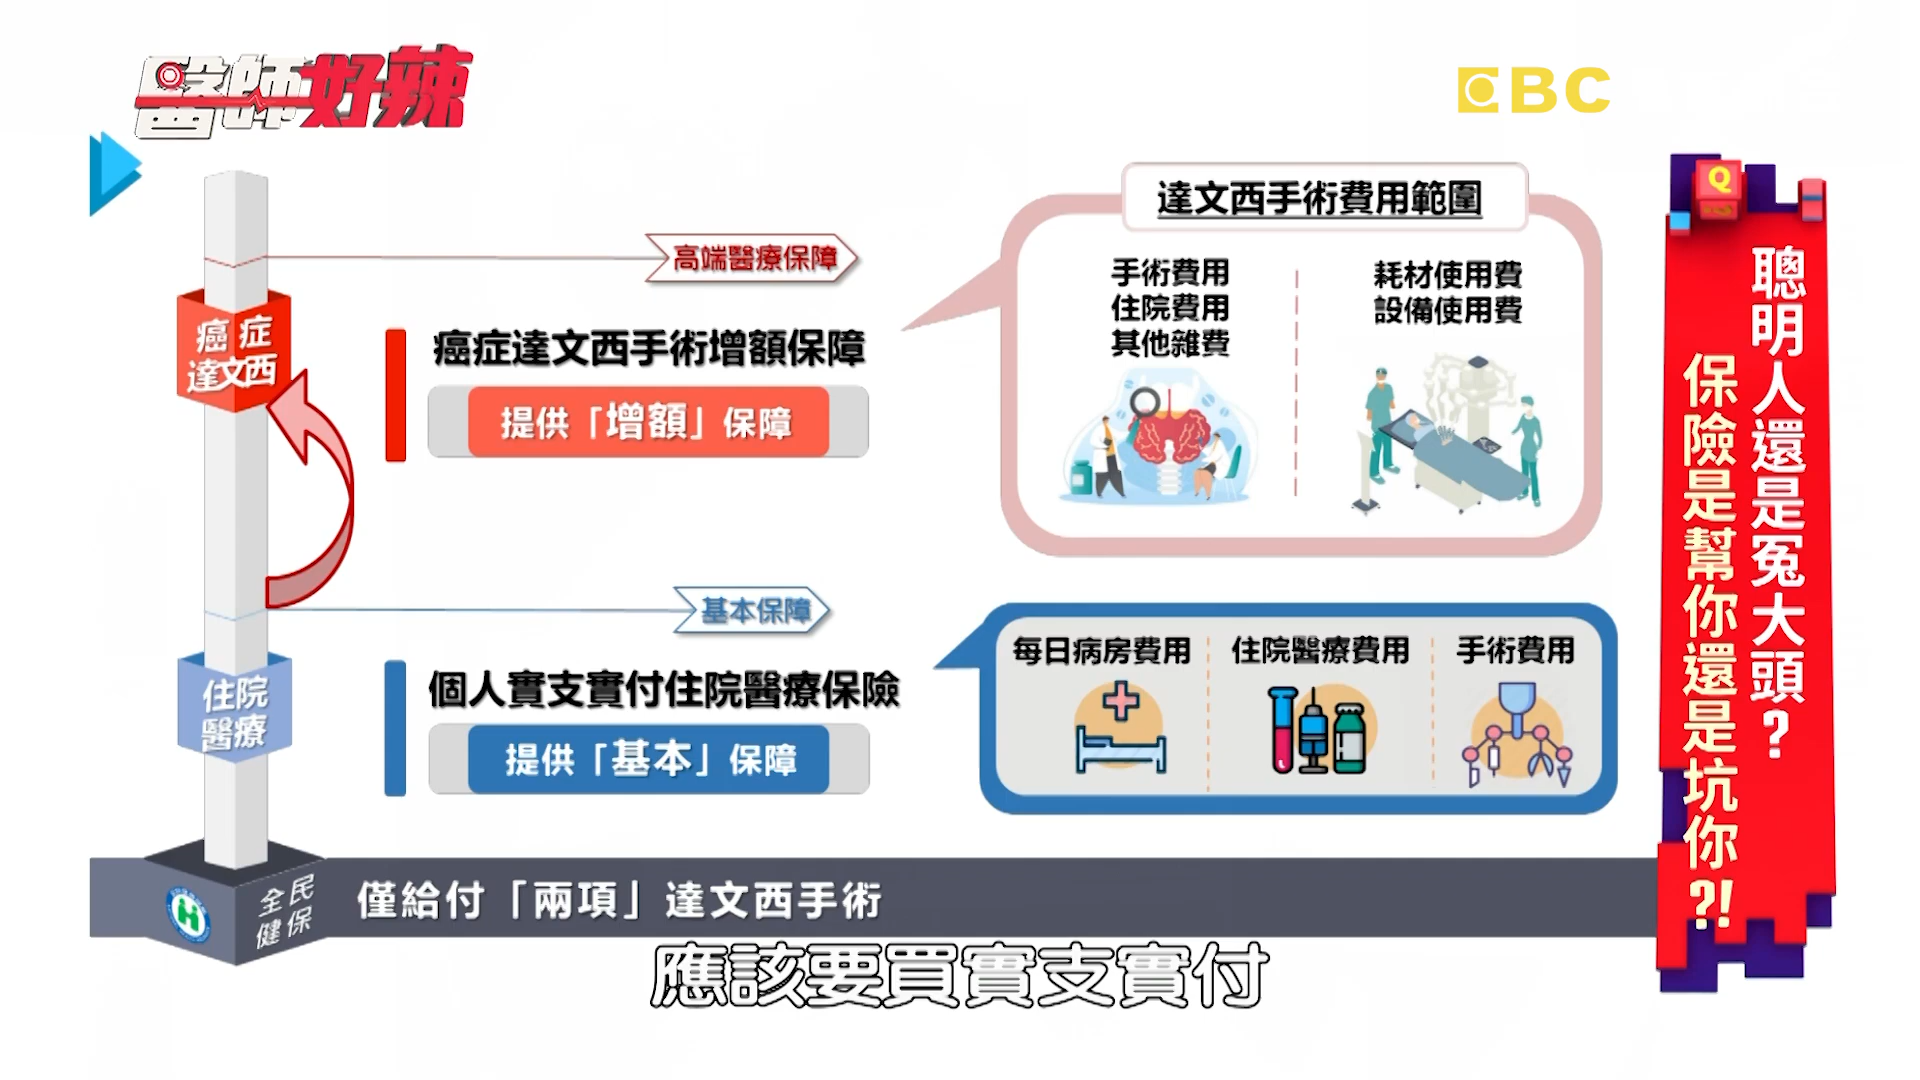 醫師好辣
EBC
達文西手術費用範圍
手術費用
住院費用
其他雜費
耗材使用費
設備使用費
高端醫療保障
癌症
達文西
癌症達文西手術增額保障
提供「增額」保障
基本保障
住院
醫療
個人實支實付住院醫療保險
提供「基本」保障
每日病房費用
住院醫療費用
手術費用
全民
健保
僅給付「兩項」達文西手術
應該要買實支實付
Q
聰明人還是冤大頭?
保險是幫你還是坑你?!